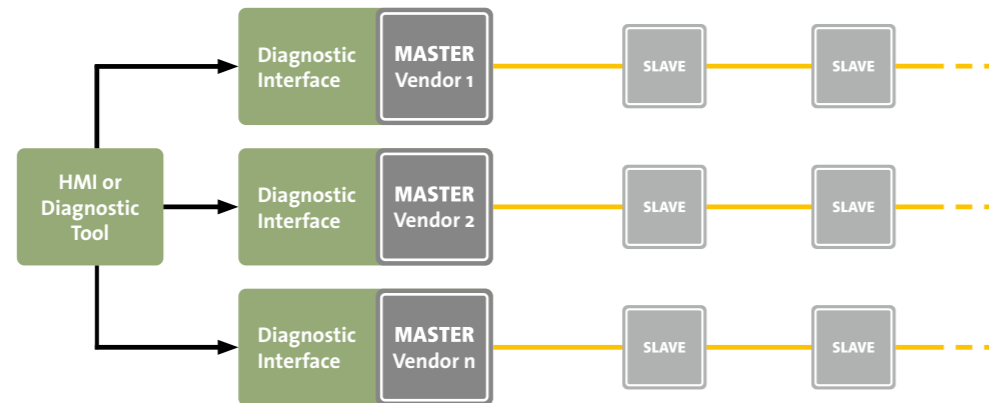 Diagnostic
Interface
MASTER
Vendor 1
SLAVE
SLAVE
HMI or
Diagnostic
Tool
Diagnostic
Interface
MASTER
Vendor 2
SLAVE
SLAVE
Diagnostic
Interface
MASTER
Vendor n
SLAVE
SLAVE